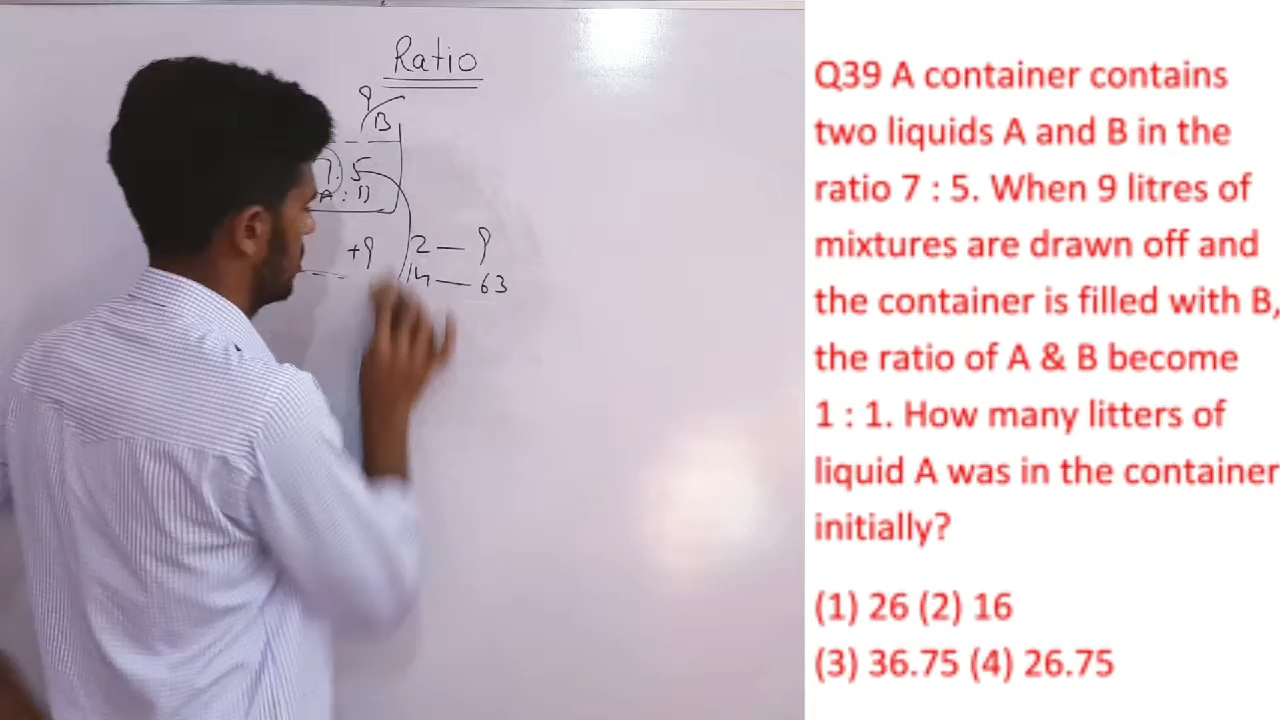 Ratio
9
B
7 : 5
A : B
+9
2 — 9
14 — 63
Q39 A container contains
two liquids A and B in the
ratio 7 : 5. When 9 litres of
mixtures are drawn off and
the container is filled with B,
the ratio of A & B become
1 : 1. How many litters of
liquid A was in the container
initially?
(1) 26 (2) 16
(3) 36.75 (4) 26.75